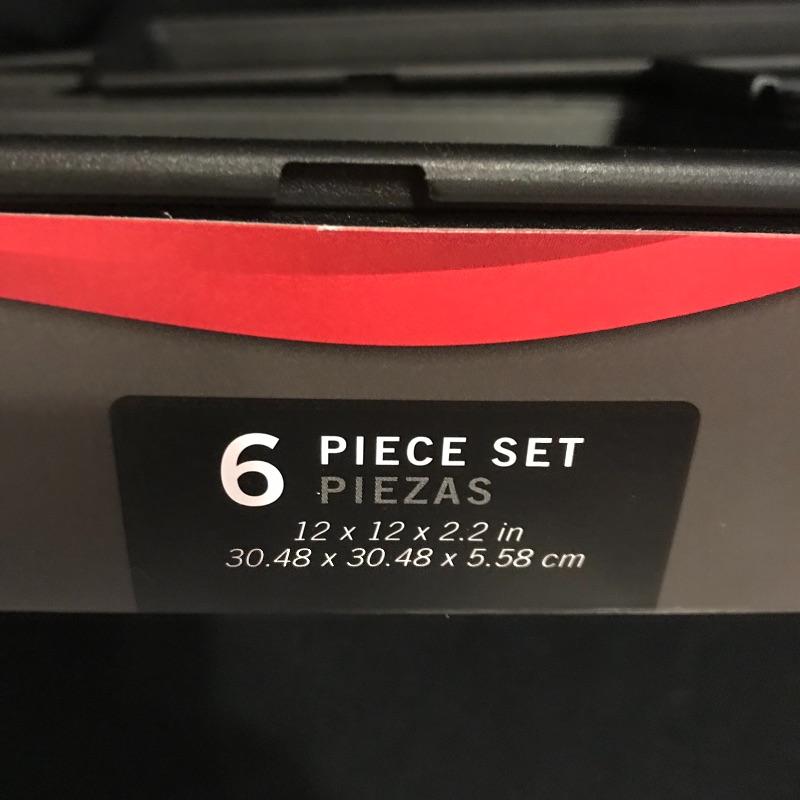 6 PIECE SET
PIEZAS
12 x 12 x 2.2 in
30.48 x 30.48 x 5.58 cm